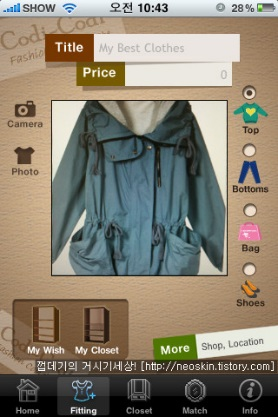 SHOW 오전 10:43 68%
Codi-Codi
Fashion
Title My Best Clothes
Price 0
Camera
Top
Photo
Bottoms
Bag
Shoes
My Wish My Closet
More Shop, Location
껍데기의 거시기세상! [http://neoskin.tistory.com]
Home Fitting Closet Match Info